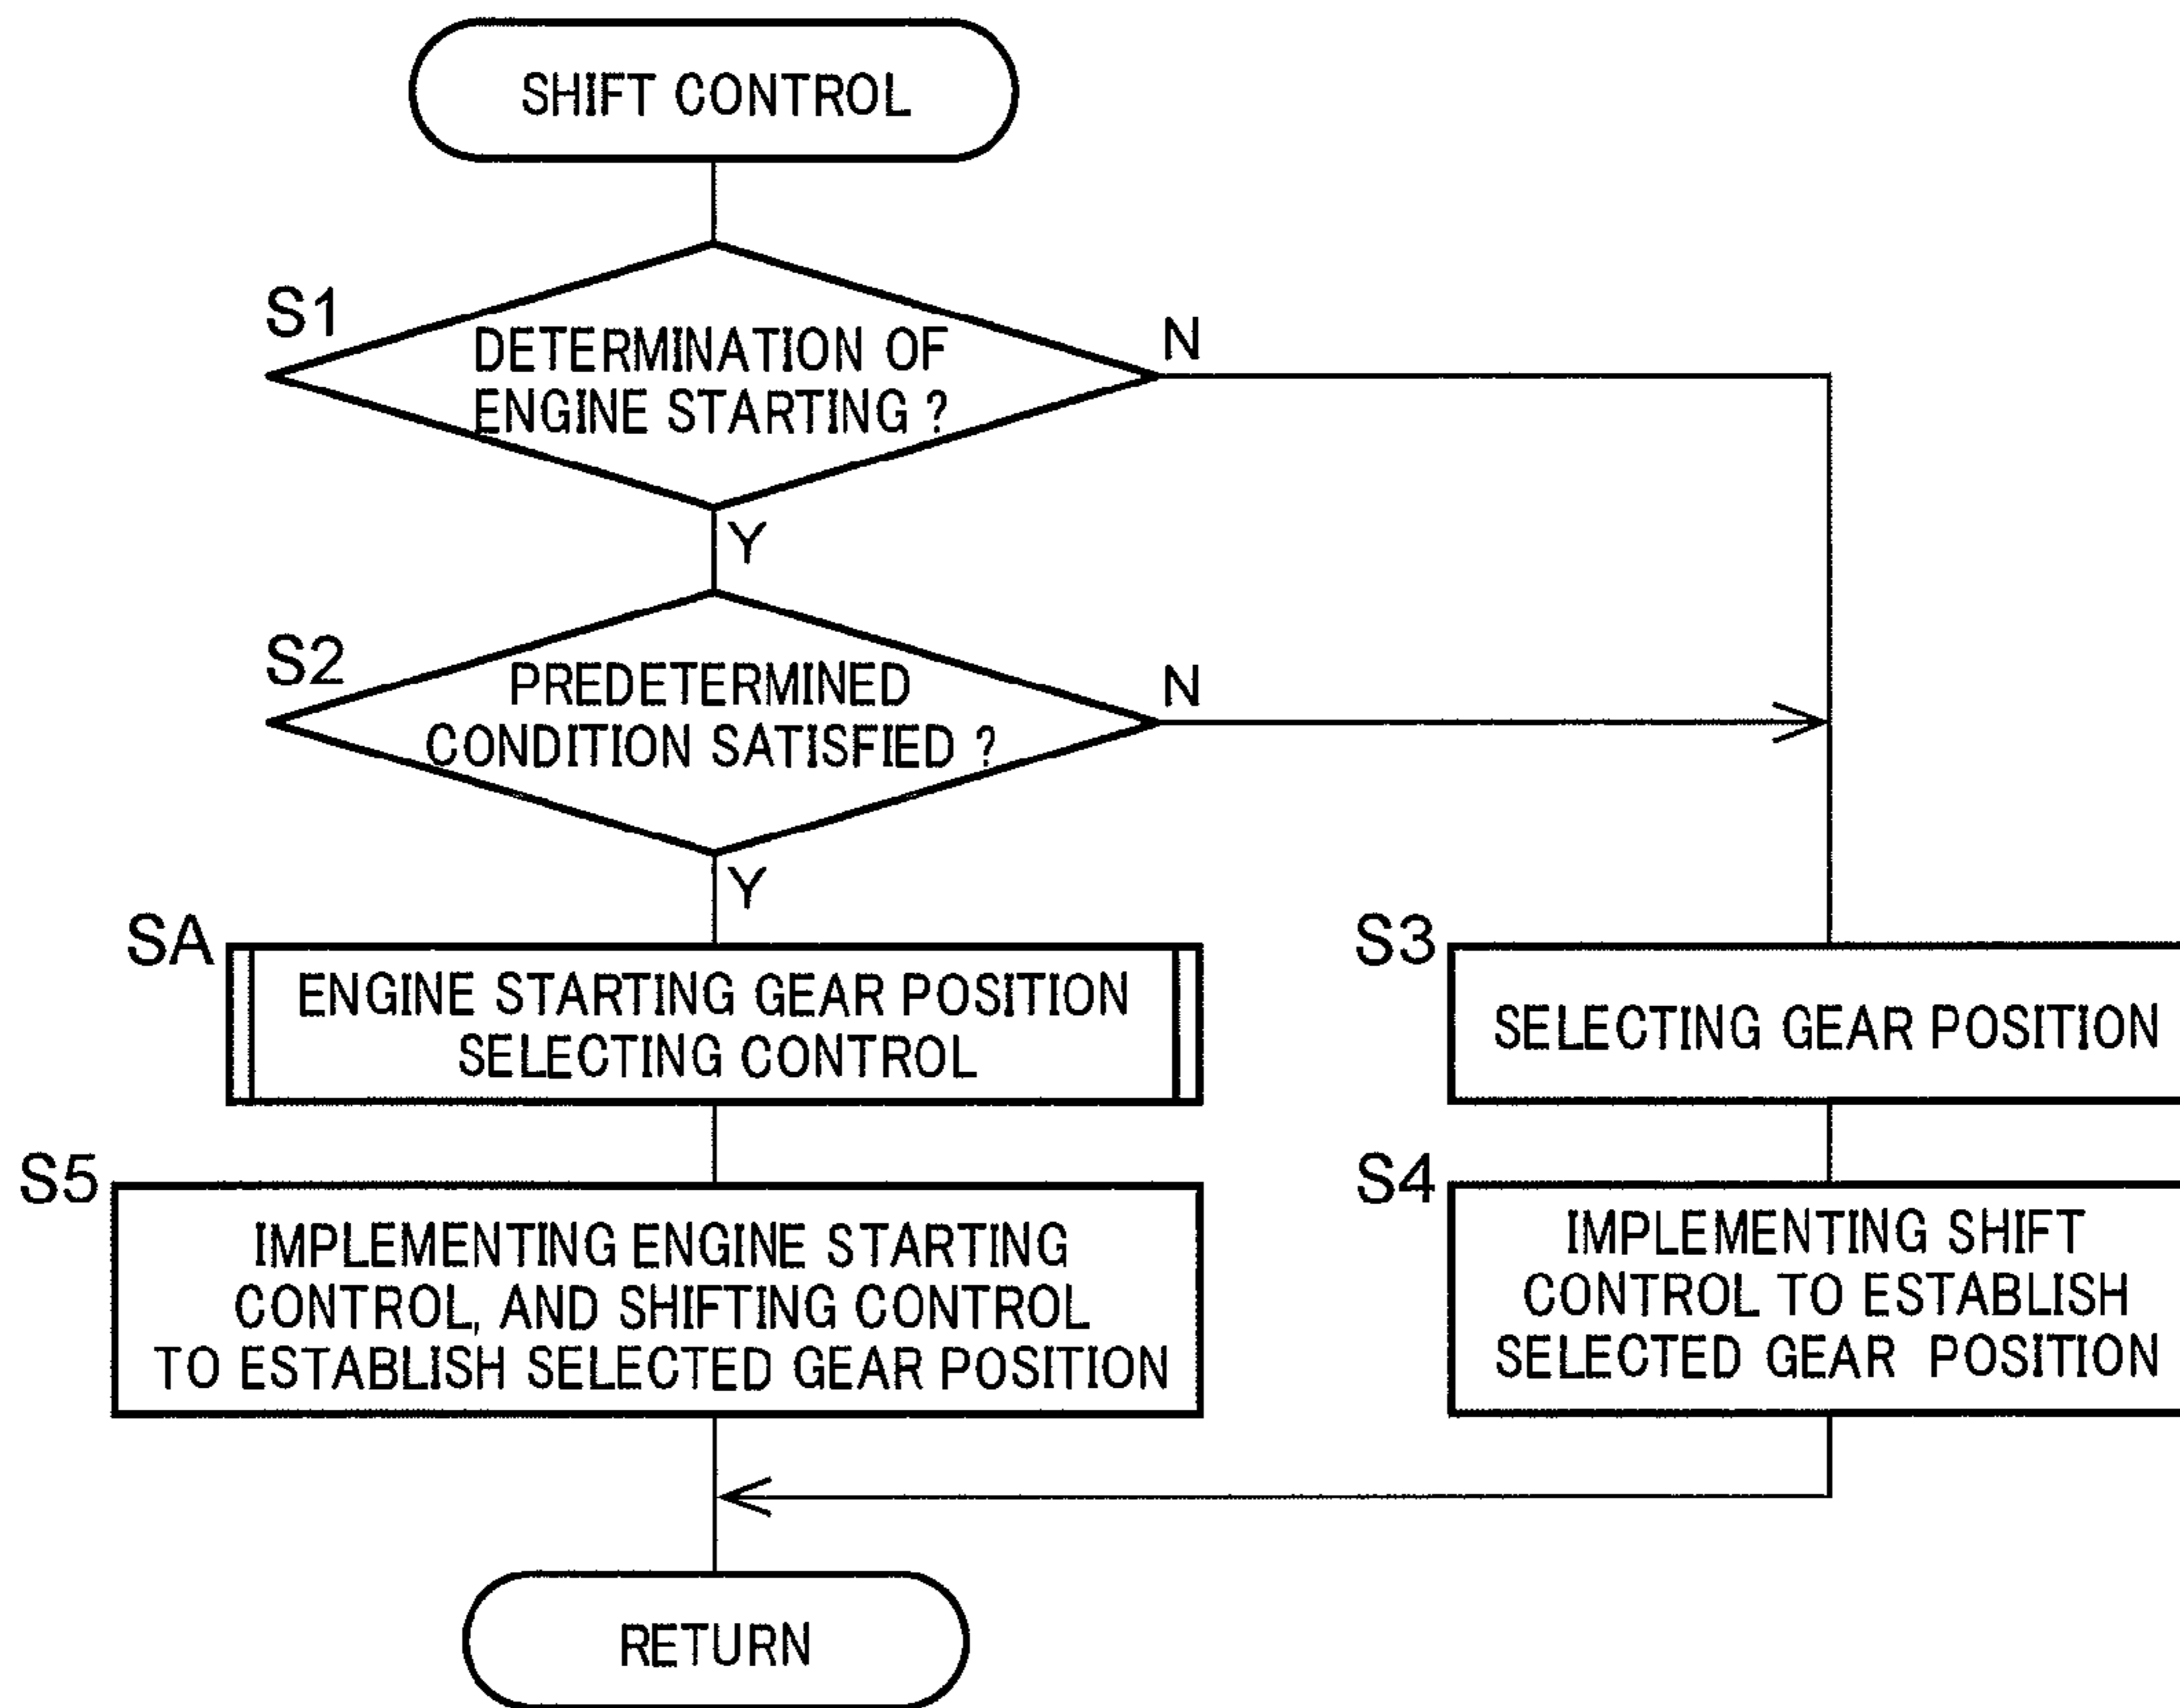 SHIFT CONTROL
S1
DETERMINATION OF
ENGINE STARTING ?
N
Y
S2
PREDETERMINED
CONDITION SATISFIED ?
N
Y
SA
ENGINE STARTING GEAR POSITION
SELECTING CONTROL
S3
SELECTING GEAR POSITION
S5
IMPLEMENTING ENGINE STARTING
CONTROL, AND SHIFTING CONTROL
TO ESTABLISH SELECTED GEAR POSITION
S4
IMPLEMENTING SHIFT
CONTROL TO ESTABLISH
SELECTED GEAR POSITION
RETURN